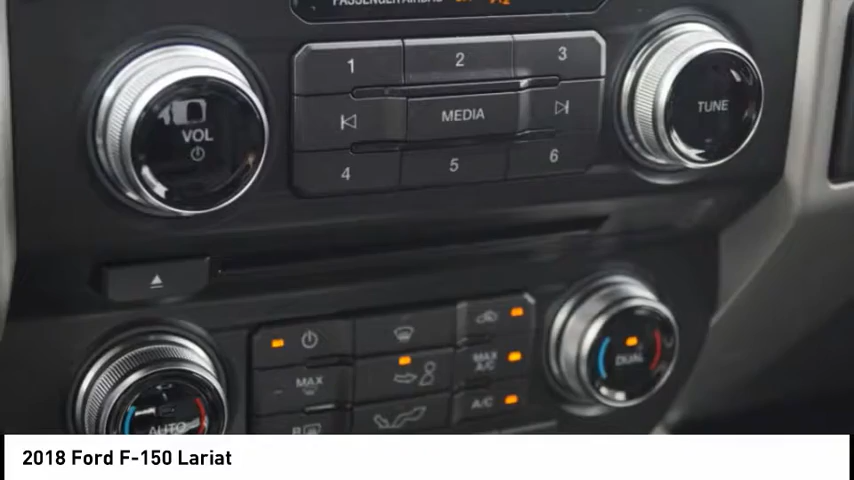 PASSENGER AIRBAG
1
2
3
VOL
MEDIA
TUNE
4
5
6
MAX
MAX
A/C
DUAL
A/C
AUTO
R
2018 Ford F-150 Lariat